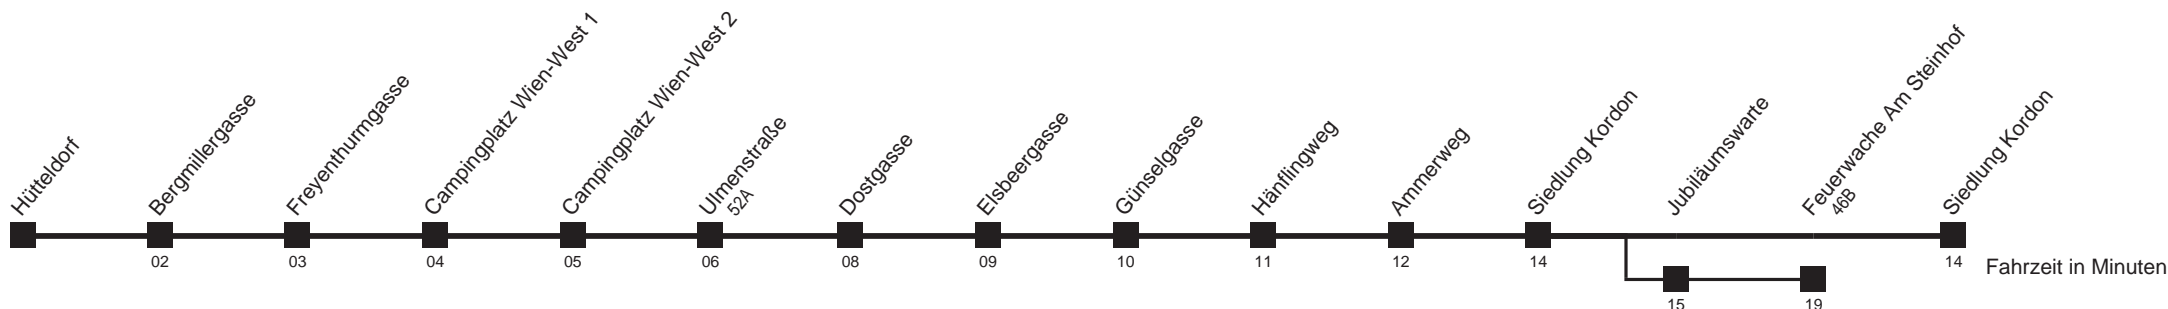 Hütteldorf
Bergmillergasse
Freyenthurmgasse
Campingplatz Wien-West 1
Campingplatz Wien-West 2
Ulmenstraße
52A
Dostgasse
Elsbeergasse
Günselgasse
Hänflingweg
Ammerweg
Siedlung Kordon
Jubiläumswarte
Feuerwache Am Steinhof
46B
Siedlung Kordon
02
03
04
05
06
08
09
10
11
12
14
14
Fahrzeit in Minuten
15
19